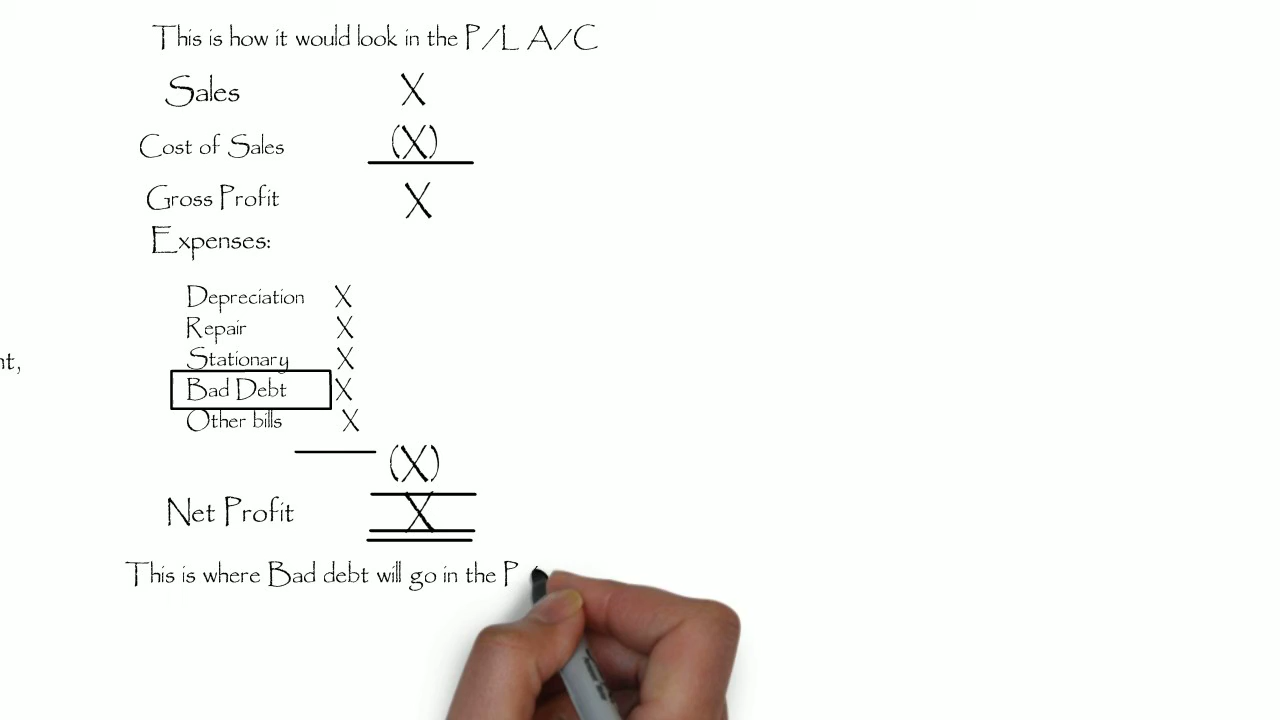 This is how it would look in the P/L A/C
Sales X
Cost of Sales (X)
Gross Profit X
Expenses:
Depreciation X
Repair X
Stationary X
nt,
Bad Debt X
Other bills X
(X)
Net Profit X
This is where Bad debt will go in the P